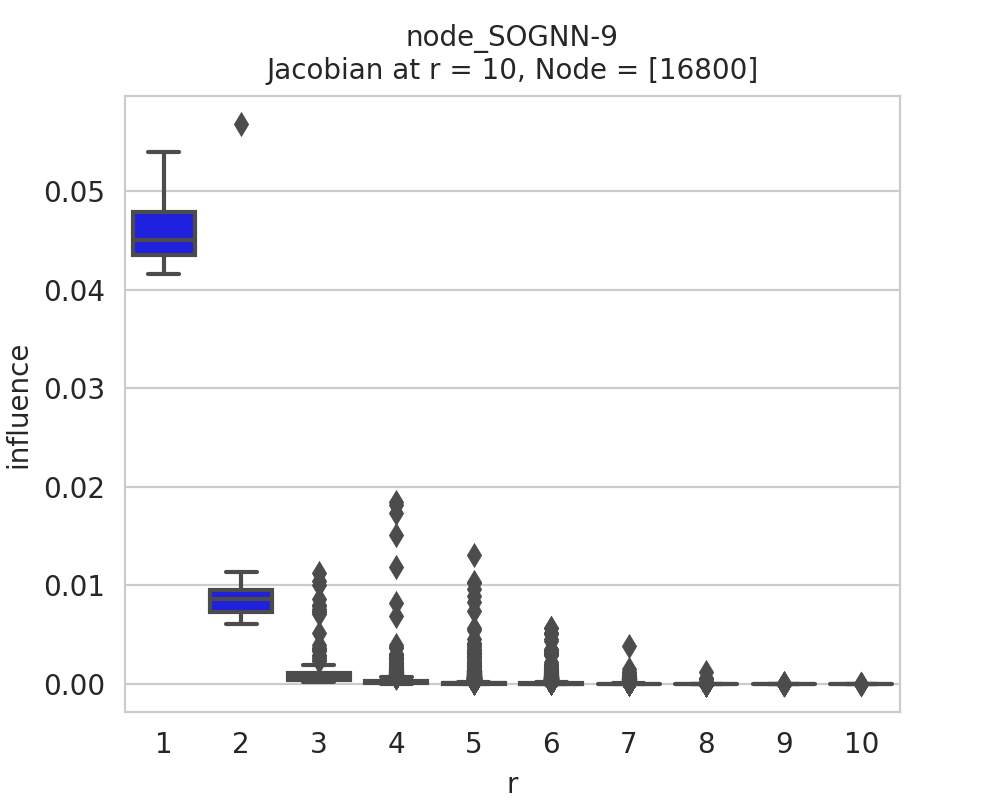 node_SOGNN-9
Jacobian at r = 10, Node = [16800]
influence
0.05
0.04
0.03
0.02
0.01
0.00
1 2 3 4 5 6 7 8 9 10
r